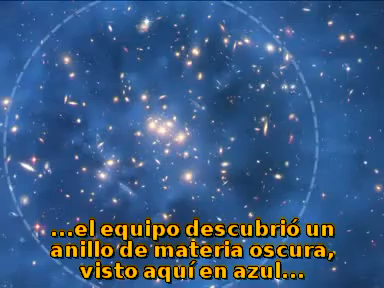 ...el equipo descubrió un
anillo de materia oscura,
visto aquí en azul...